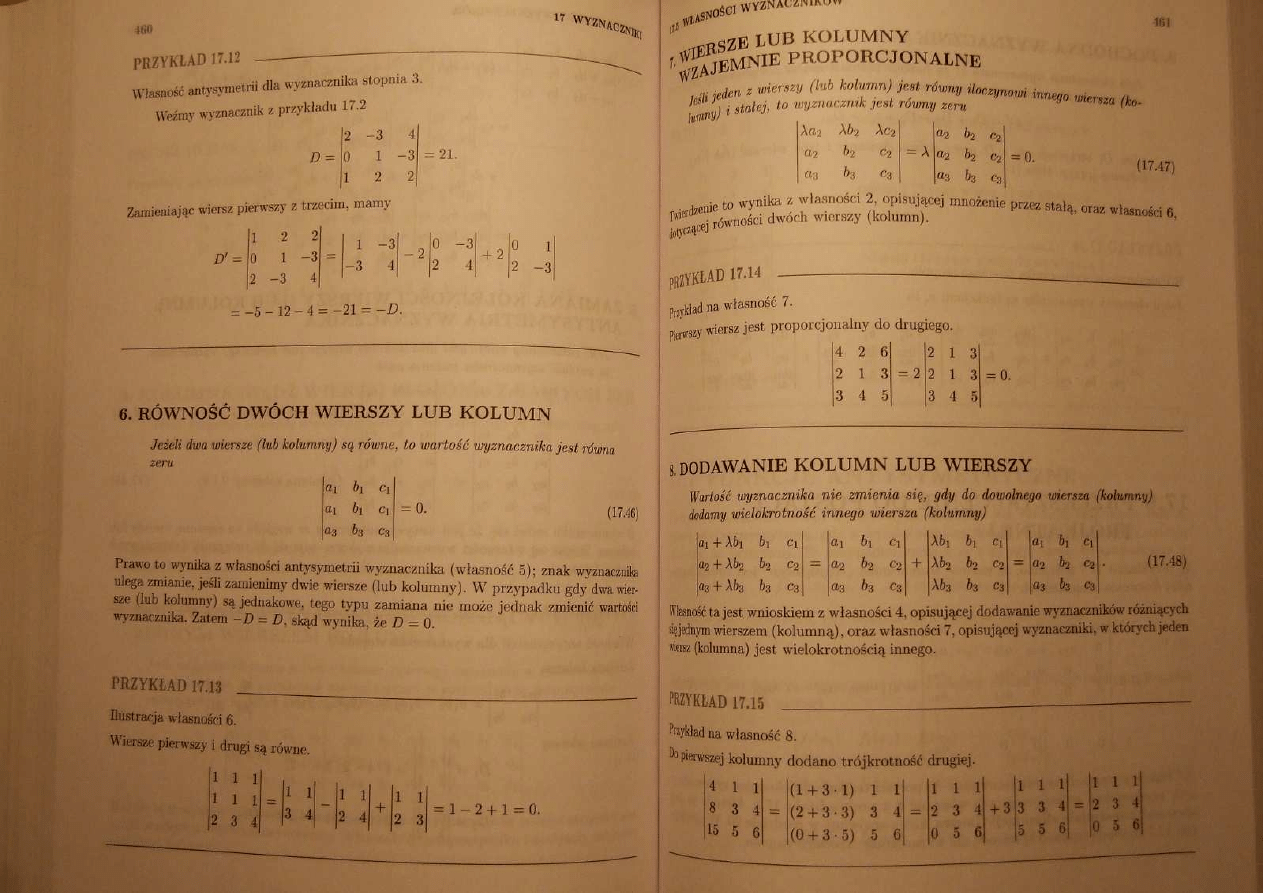 460
17 WYZNACZNIKI
PRZYKŁAD 17.12
Własność antysymetrii dla wyznacznika stopnia 3.
Weźmy wyznacznik z przykładu 17.2
D = |2 −3 4; 0 1 −3; 1 2 2| = 21.
Zamieniając wiersz pierwszy z trzecim, mamy
D′ = |1 2 2; 0 1 −3; 2 −3 4| = |1 −3; −3 4| − 2 |0 −3; 2 4| + 2 |0 1; 2 −3|
= −5 − 12 − 4 = −21 = −D.
6. RÓWNOŚĆ DWÓCH WIERSZY LUB KOLUMN
Jeżeli dwa wiersze (lub kolumny) są równe, to wartość wyznacznika jest równa
zeru
|a₁ b₁ c₁; a₁ b₁ c₁; a₃ b₃ c₃| = 0. (17.46)
Prawo to wynika z własności antysymetrii wyznacznika (własność 5); znak wyznacznika
ulega zmianie, jeśli zamienimy dwie wiersze (lub kolumny). W przypadku gdy dwa wier-
sze (lub kolumny) są jednakowe, tego typu zamiana nie może jednak zmienić wartości
wyznacznika. Zatem −D = D, skąd wynika, że D = 0.
PRZYKŁAD 17.13
Ilustracja własności 6.
Wiersze pierwszy i drugi są równe.
|1 1 1; 1 1 1; 2 3 4| = |1 1; 3 4| − |1 1; 2 4| + |1 1; 2 3| = 1 − 2 + 1 = 0.
WŁASNOŚCI WYZNACZNIKÓW
461
7. WIERSZE LUB KOLUMNY
WZAJEMNIE PROPORCJONALNE
Jeśli jeden z wierszy (lub kolumn) jest równy iloczynowi innego wiersza (ko-
lumny) i stałej, to wyznacznik jest równy zeru
|λa₂ λb₂ λc₂; a₂ b₂ c₂; a₃ b₃ c₃| = λ |a₂ b₂ c₂; a₂ b₂ c₂; a₃ b₃ c₃| = 0. (17.47)
Twierdzenie to wynika z własności 2, opisującej mnożenie przez stałą, oraz własności 6,
dotyczącej równości dwóch wierszy (kolumn).
PRZYKŁAD 17.14
Przykład na własność 7.
Pierwszy wiersz jest proporcjonalny do drugiego.
|4 2 6; 2 1 3; 3 4 5| = 2 |2 1 3; 2 1 3; 3 4 5| = 0.
8. DODAWANIE KOLUMN LUB WIERSZY
Wartość wyznacznika nie zmienia się, gdy do dowolnego wiersza (kolumny)
dodamy wielokrotność innego wiersza (kolumny)
|a₁ + λb₁ b₁ c₁; a₂ + λb₂ b₂ c₂; a₃ + λb₃ b₃ c₃| = |a₁ b₁ c₁; a₂ b₂ c₂; a₃ b₃ c₃| + |λb₁ b₁ c₁; λb₂ b₂ c₂; λb₃ b₃ c₃| = |a₁ b₁ c₁; a₂ b₂ c₂; a₃ b₃ c₃|. (17.48)
Własność ta jest wnioskiem z własności 4, opisującej dodawanie wyznaczników różniących
się jednym wierszem (kolumną), oraz własności 7, opisującej wyznaczniki, w których jeden
wiersz (kolumna) jest wielokrotnością innego.
PRZYKŁAD 17.15
Przykład na własność 8.
Do pierwszej kolumny dodano trójkrotność drugiej.
|4 1 1; 8 3 4; 15 5 6| = |(1 + 3 · 1) 1 1; (2 + 3 · 3) 3 4; (0 + 3 · 5) 5 6| = |1 1 1; 2 3 4; 0 5 6| + 3 |1 1 1; 3 3 4; 5 5 6| = |1 1 1; 2 3 4; 0 5 6|